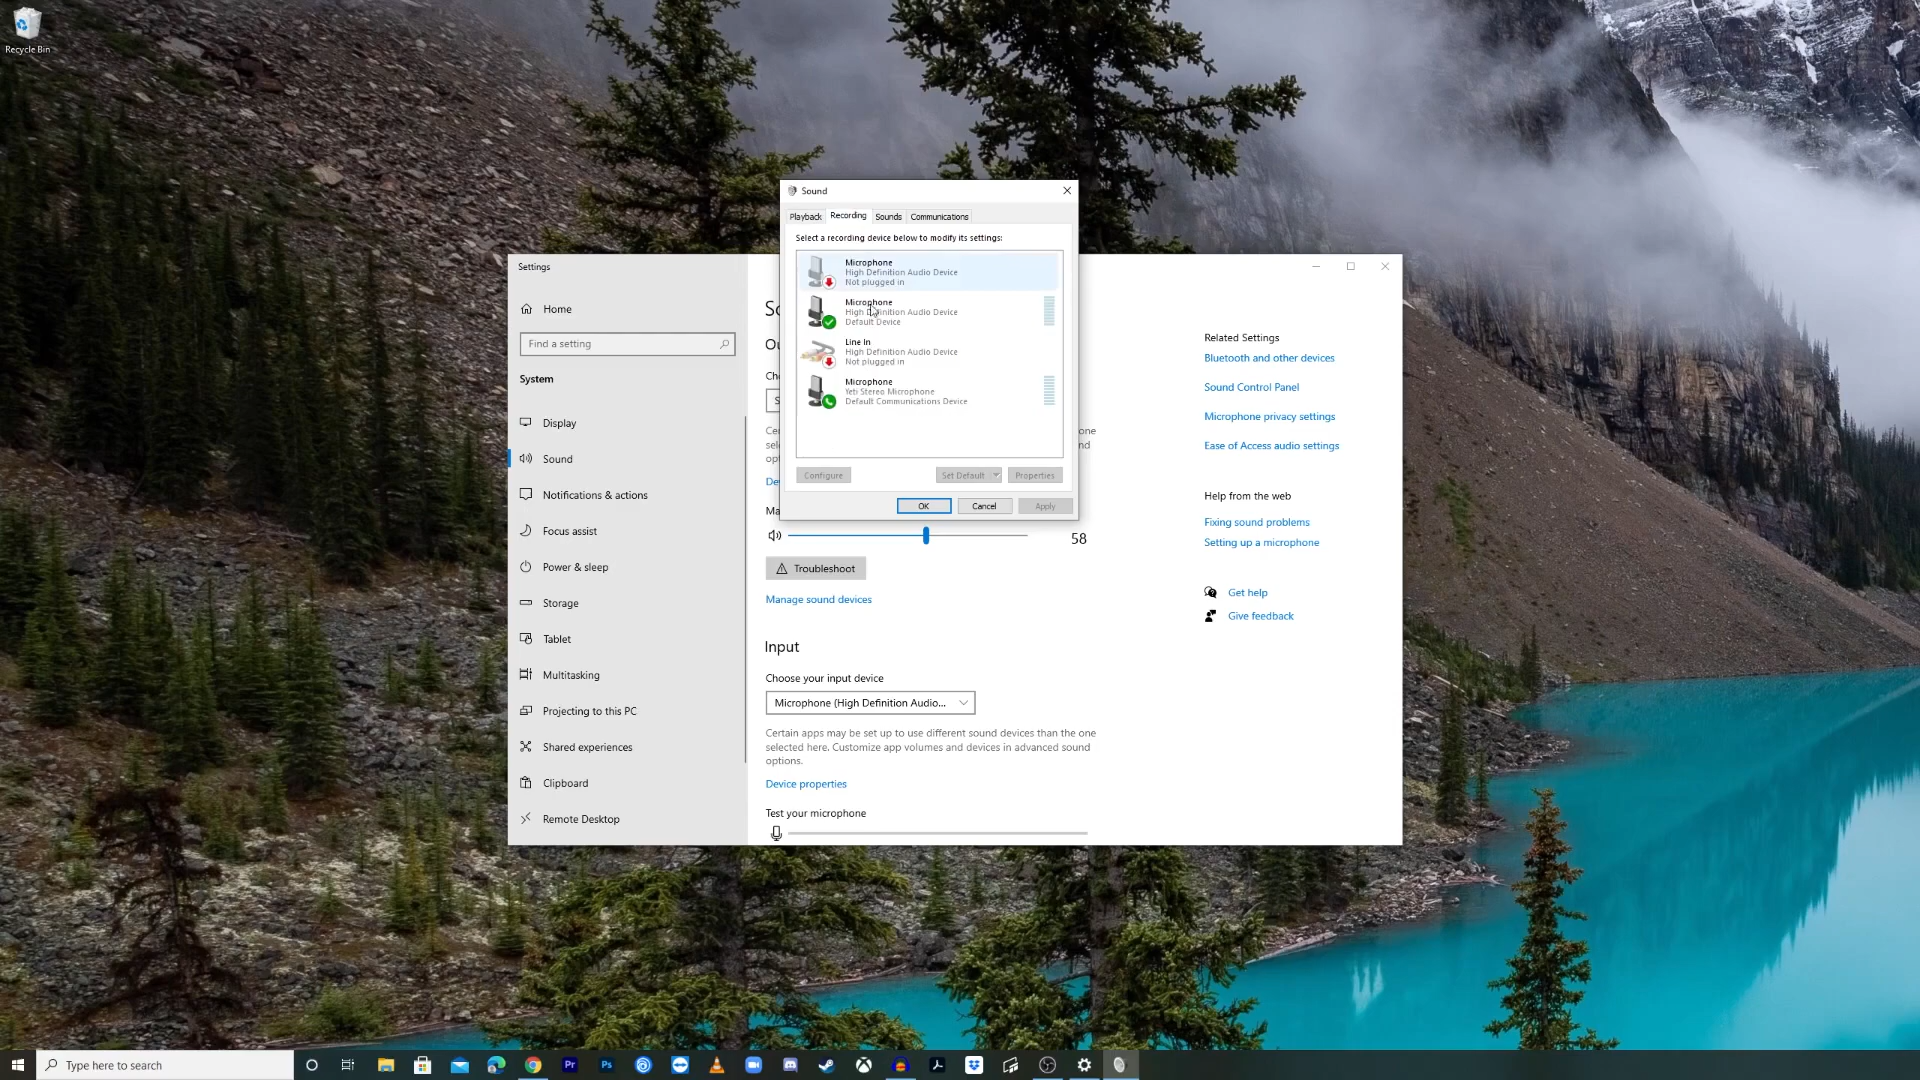 Recycle Bin
Sound
Playback
Recording
Sounds
Communications
Select a recording device below to modify its settings:
Microphone
High Definition Audio Device
Not plugged in
Microphone
High Definition Audio Device
Default Device
Line In
High Definition Audio Device
Not plugged in
Microphone
Yeti Stereo Microphone
Default Communications Device
Configure
Set Default
Properties
OK
Cancel
Apply
Settings
Home
Find a setting
System
Display
Sound
Notifications & actions
Focus assist
Power & sleep
Storage
Tablet
Multitasking
Projecting to this PC
Shared experiences
Clipboard
Remote Desktop
58
Troubleshoot
Manage sound devices
Input
Choose your input device
Microphone (High Definition Audio...
Certain apps may be set up to use different sound devices than the one
selected here. Customize app volumes and devices in advanced sound
options.
Device properties
Test your microphone
Related Settings
Bluetooth and other devices
Sound Control Panel
Microphone privacy settings
Ease of Access audio settings
Help from the web
Fixing sound problems
Setting up a microphone
Get help
Give feedback
Type here to search
Pr
Ps